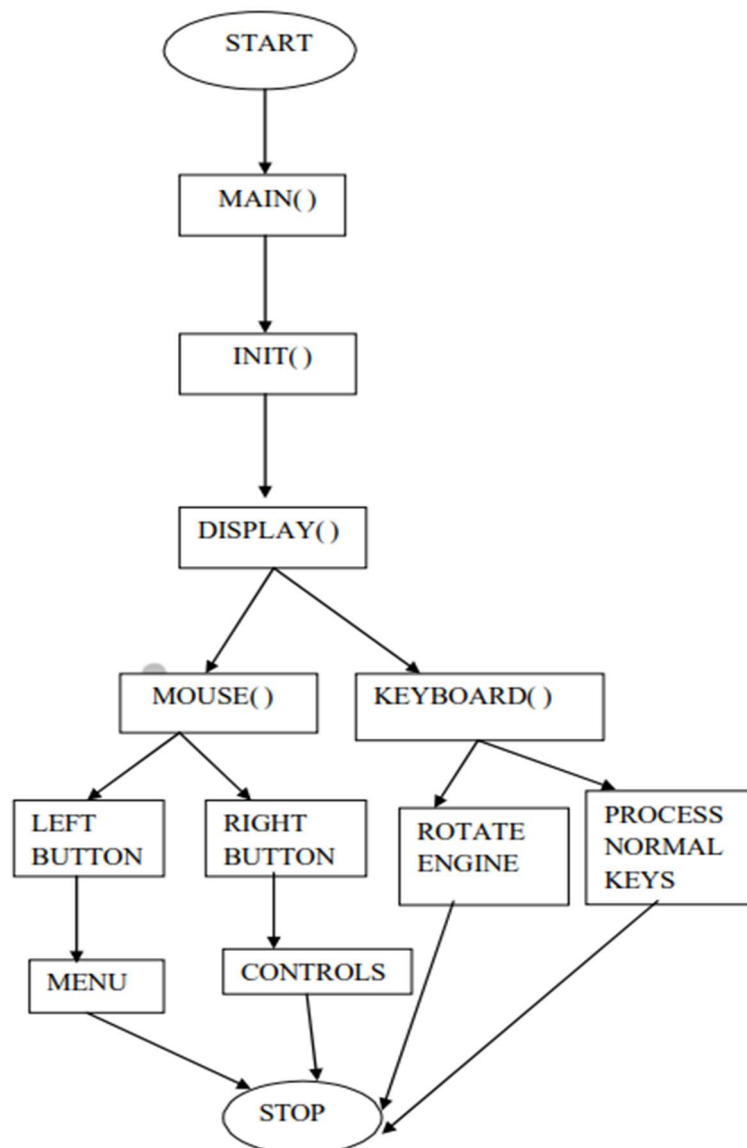 START
MAIN( )
INIT( )
DISPLAY( )
MOUSE( )
KEYBOARD( )
LEFT
BUTTON
RIGHT
BUTTON
ROTATE
ENGINE
PROCESS
NORMAL
KEYS
MENU
CONTROLS
STOP